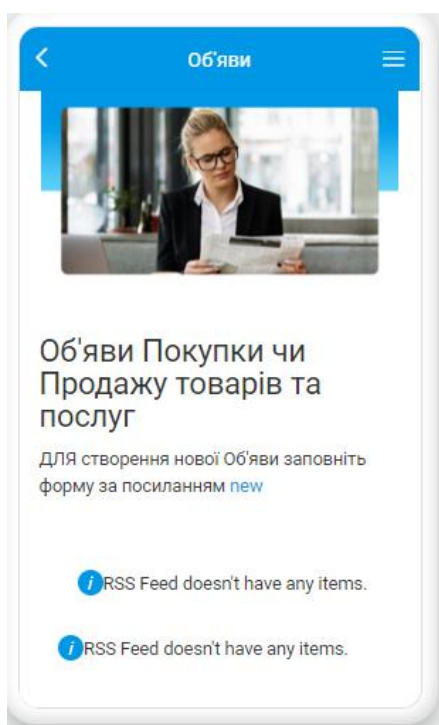 Об'яви
Об'яви Покупки чи
Продажу товарів та
послуг
ДЛЯ створення нової Об'яви заповніть
форму за посиланням new
RSS Feed doesn't have any items.
RSS Feed doesn't have any items.